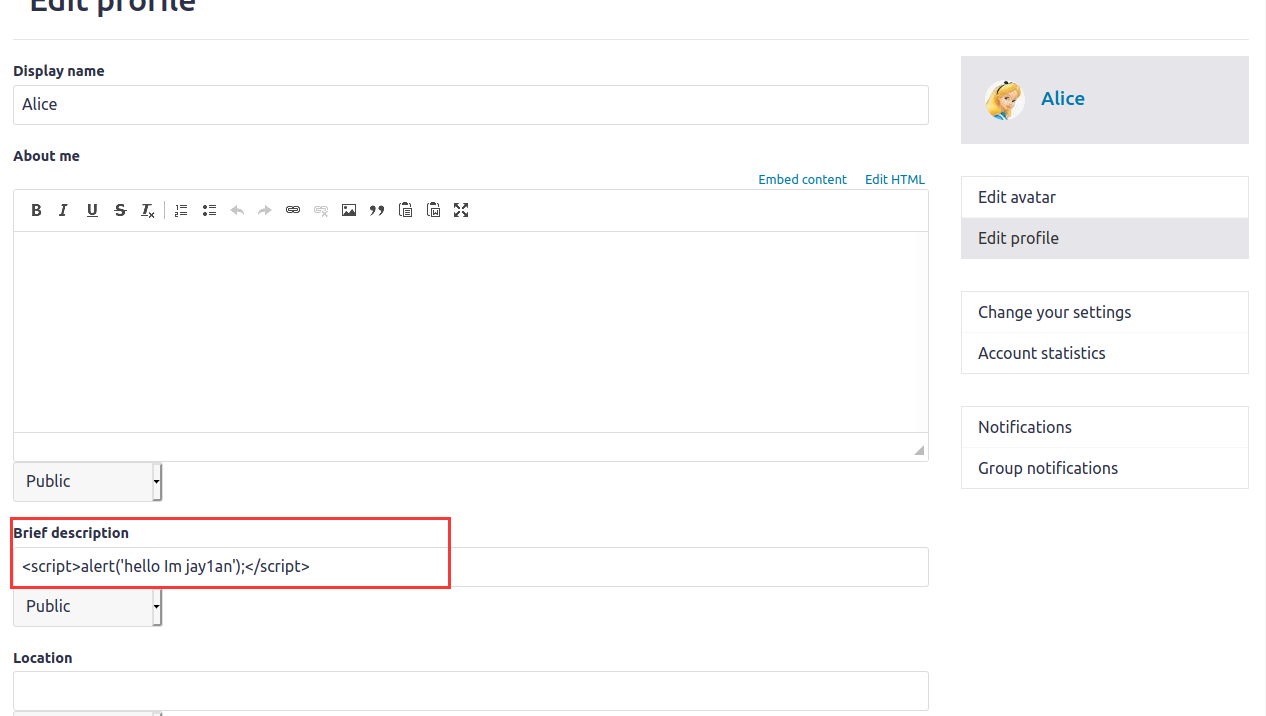 Edit profile
Display name
Alice
About me
Embed content Edit HTML
B I U S Tx
Public
Brief description
<script>alert('hello Im jay1an');</script>
Public
Location
Alice
Edit avatar
Edit profile
Change your settings
Account statistics
Notifications
Group notifications